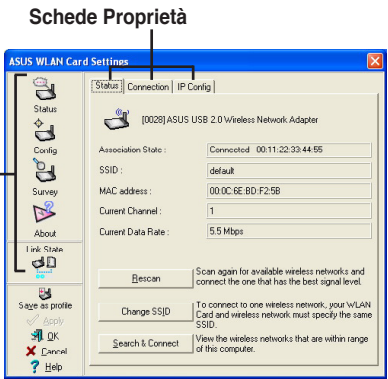 Schede Proprietà
ASUS WLAN Card Settings
Status
Config
Survey
About
Link State
Save as profile
Apply
OK
Cancel
Help
Status Connection IP Config
[0028] ASUS USB 2.0 Wireless Network Adapter
Association State : Connected 00:11:22:33:44:55
SSID : default
MAC address : 00:0C:6E:BD:F2:5B
Current Channel : 1
Current Data Rate : 5.5 Mbps
Rescan
Scan again for available wireless networks and
connect the one that has the best signal level.
Change SSID
To connect to one wireless network, your WLAN
Card and wireless network must specify the same
SSID.
Search & Connect
View the wireless networks that are within range
of this computer.